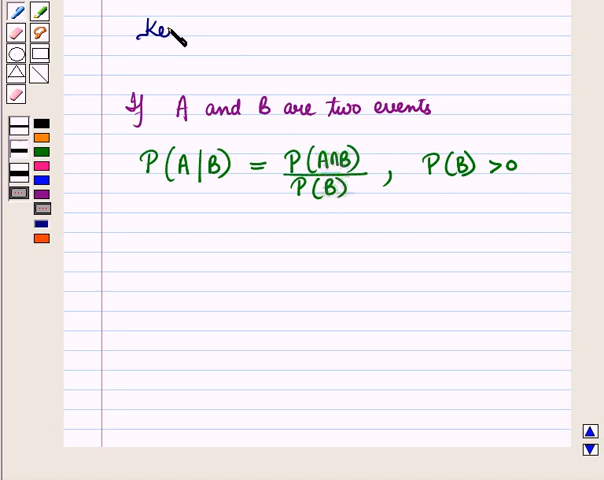 Ke
If A and B are two events
P(A|B) = P(A∩B)/P(B), P(B) >0